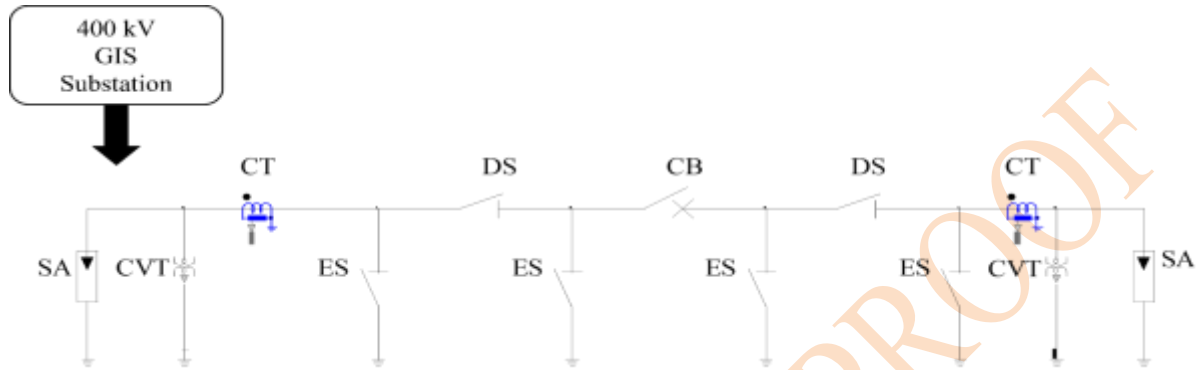 400 kV
GIS
Substation
CT DS CB DS CT
SA CVT ES ES ES ES CVT SA
PROOF